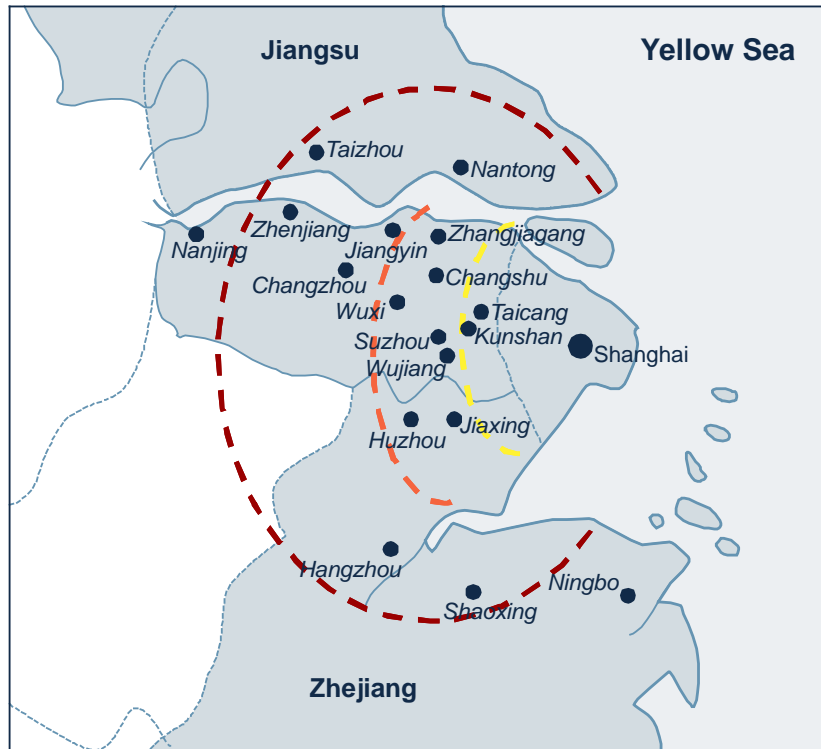 Jiangsu
Yellow Sea
Taizhou
Nantong
Zhenjiang
Nanjing
Jiangyin
Zhangjiagang
Changzhou
Changshu
Wuxi
Taicang
Suzhou
Kunshan
Wujiang
Shanghai
Huzhou
Jiaxing
Hangzhou
Shaoxing
Ningbo
Zhejiang